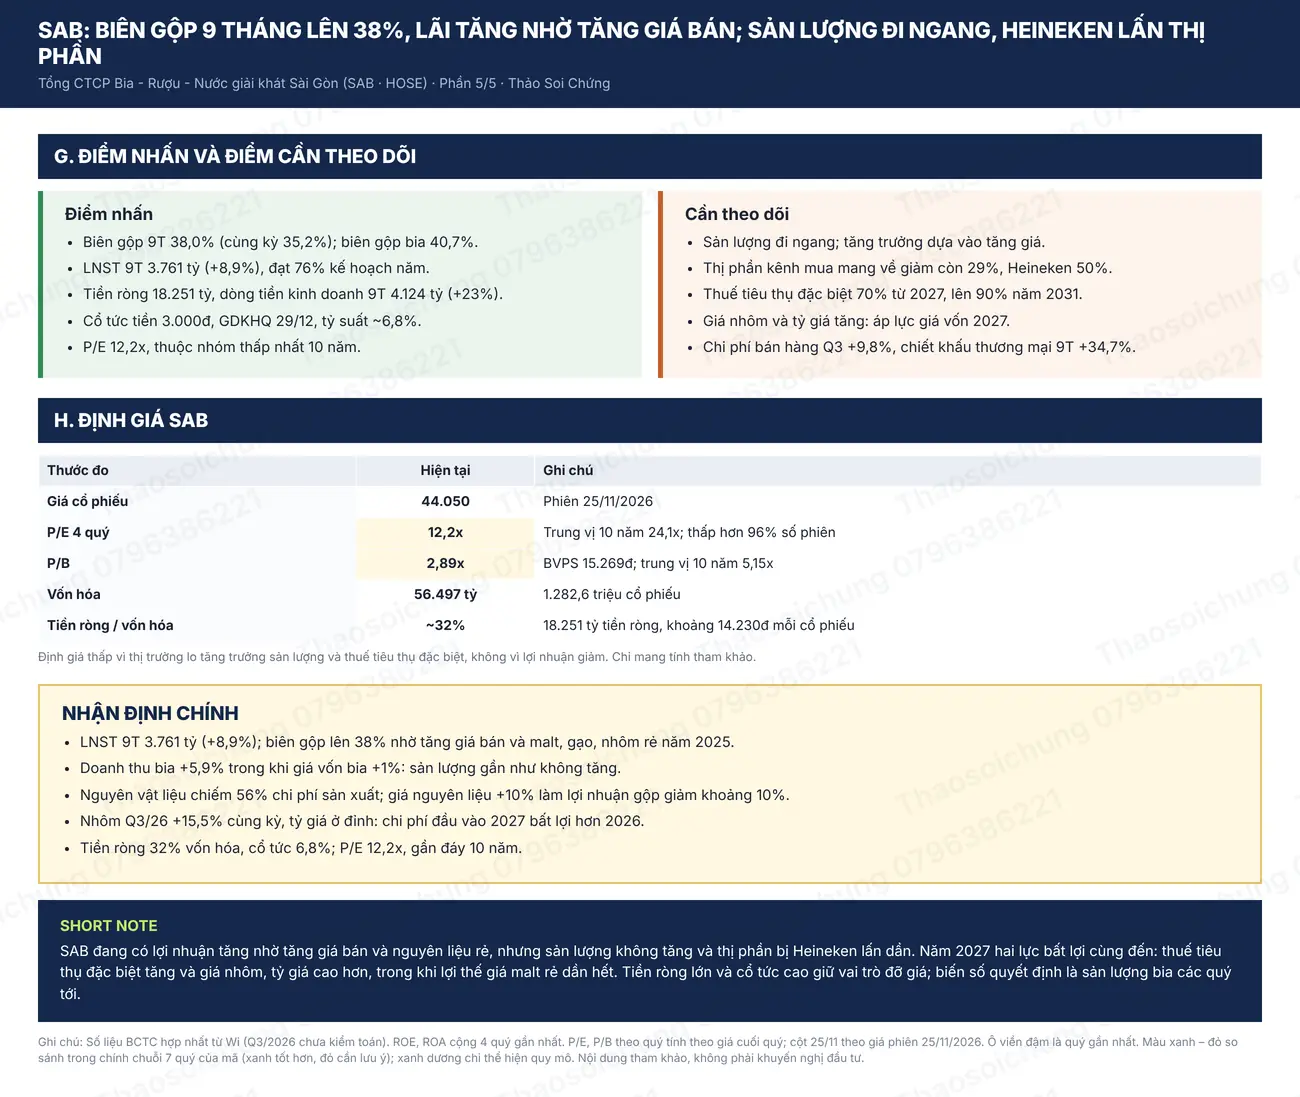 SAB: BIÊN GỘP 9 THÁNG LÊN 38%, LÃI TĂNG NHỜ TĂNG GIÁ BÁN; SẢN LƯỢNG ĐI NGANG, HEINEKEN LẤN THỊ
PHẦN
Tổng CTCP Bia - Rượu - Nước giải khát Sài Gòn (SAB · HOSE) · Phần 5/5 · Thảo Soi Chứng
G. ĐIỂM NHẤN VÀ ĐIỂM CẦN THEO DÕI
Điểm nhấn
• Biên gộp 9T 38,0% (cùng kỳ 35,2%); biên gộp bia 40,7%.
• LNST 9T 3.761 tỷ (+8,9%), đạt 76% kế hoạch năm.
• Tiền ròng 18.251 tỷ, dòng tiền kinh doanh 9T 4.124 tỷ (+23%).
• Cổ tức tiền 3.000đ, GDKHQ 29/12, tỷ suất ~6,8%.
• P/E 12,2x, thuộc nhóm thấp nhất 10 năm.
Cần theo dõi
• Sản lượng đi ngang; tăng trưởng dựa vào tăng giá.
• Thị phần kênh mua mang về giảm còn 29%, Heineken 50%.
• Thuế tiêu thụ đặc biệt 70% từ 2027, lên 90% năm 2031.
• Giá nhôm và tỷ giá tăng: áp lực giá vốn 2027.
• Chi phí bán hàng Q3 +9,8%, chiết khấu thương mại 9T +34,7%.
H. ĐỊNH GIÁ SAB
Thước đo Hiện tại Ghi chú
Giá cổ phiếu 44.050 Phiên 25/11/2026
P/E 4 quý 12,2x Trung vị 10 năm 24,1x; thấp hơn 96% số phiên
P/B 2,89x BVPS 15.269đ; trung vị 10 năm 5,15x
Vốn hóa 56.497 tỷ 1.282,6 triệu cổ phiếu
Tiền ròng / vốn hóa ~32% 18.251 tỷ tiền ròng, khoảng 14.230đ mỗi cổ phiếu
Định giá thấp vì thị trường lo tăng trưởng sản lượng và thuế tiêu thụ đặc biệt, không vì lợi nhuận giảm. Chỉ mang tính tham khảo.
NHẬN ĐỊNH CHÍNH
• LNST 9T 3.761 tỷ (+8,9%); biên gộp lên 38% nhờ tăng giá bán và malt, gạo, nhôm rẻ năm 2025.
• Doanh thu bia +5,9% trong khi giá vốn bia +1%: sản lượng gần như không tăng.
• Nguyên vật liệu chiếm 56% chi phí sản xuất; giá nguyên liệu +10% làm lợi nhuận gộp giảm khoảng 10%.
• Nhôm Q3/26 +15,5% cùng kỳ, tỷ giá ở đỉnh: chi phí đầu vào 2027 bất lợi hơn 2026.
• Tiền ròng 32% vốn hóa, cổ tức 6,8%; P/E 12,2x, gần đáy 10 năm.
SHORT NOTE
SAB đang có lợi nhuận tăng nhờ tăng giá bán và nguyên liệu rẻ, nhưng sản lượng không tăng và thị phần bị Heineken lấn dần. Năm 2027 hai lực bất lợi cùng đến: thuế tiêu
thụ đặc biệt tăng và giá nhôm, tỷ giá cao hơn, trong khi lợi thế giá malt rẻ dần hết. Tiền ròng lớn và cổ tức cao giữ vai trò đỡ giá; biến số quyết định là sản lượng bia các quý
tới.
Ghi chú: Số liệu BCTC hợp nhất từ Wi (Q3/2026 chưa kiểm toán). ROE, ROA cộng 4 quý gần nhất. P/E, P/B theo quý tính theo giá cuối quý; cột 25/11 theo giá phiên 25/11/2026. Ô viền đậm là quý gần nhất. Màu xanh – đỏ so
sánh trong chính chuỗi 7 quý của mã (xanh tốt hơn, đỏ cần lưu ý); xanh dương chỉ thể hiện quy mô. Nội dung tham khảo, không phải khuyến nghị đầu tư.
Thaosoichung 0796386221